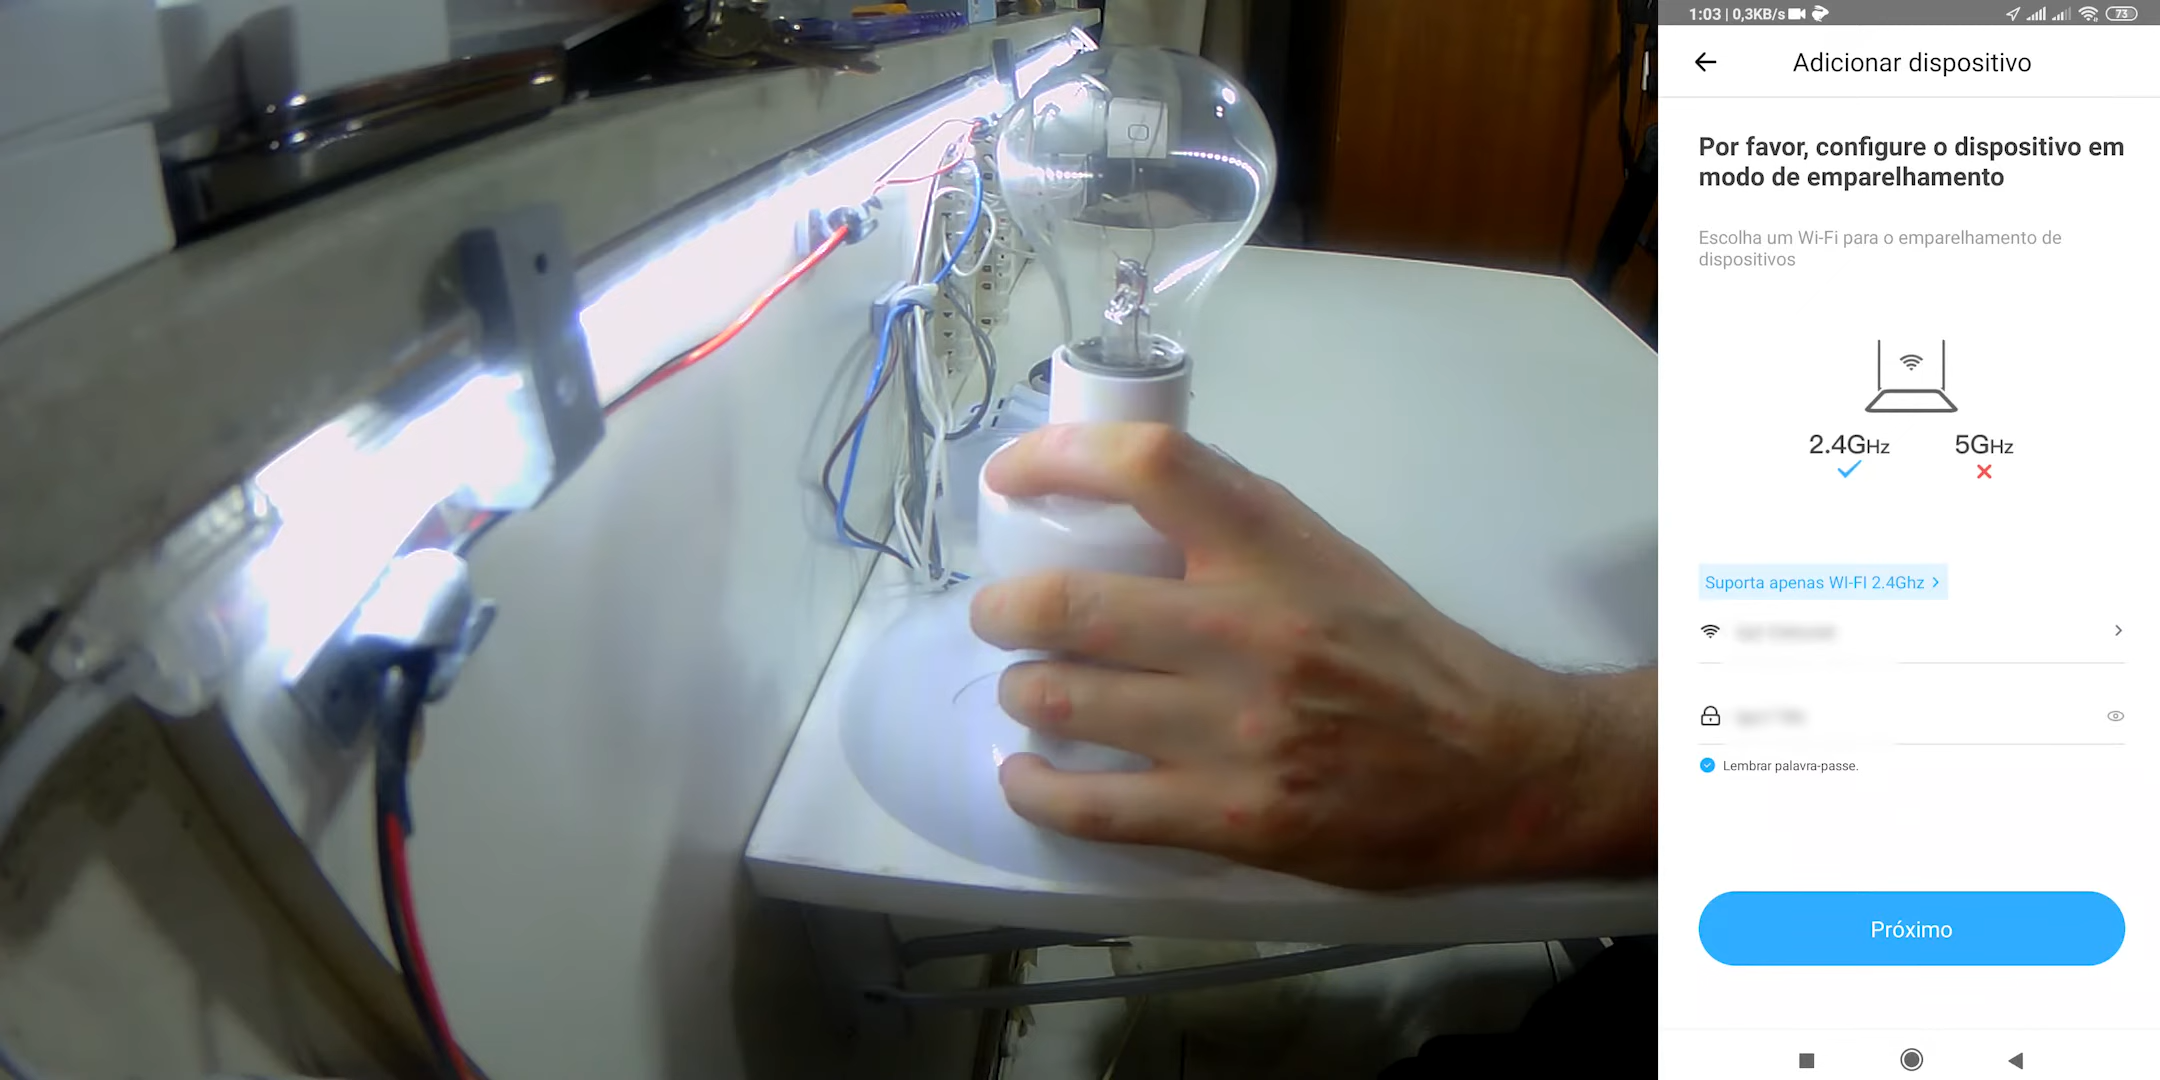 1:03 | 0,3KB/s
73
Adicionar dispositivo
Por favor, configure o dispositivo em
modo de emparelhamento
Escolha um Wi-Fi para o emparelhamento de
dispositivos
2.4GHz 5GHz
Suporta apenas WI-FI 2.4Ghz
Lembrar palavra-passe.
Próximo